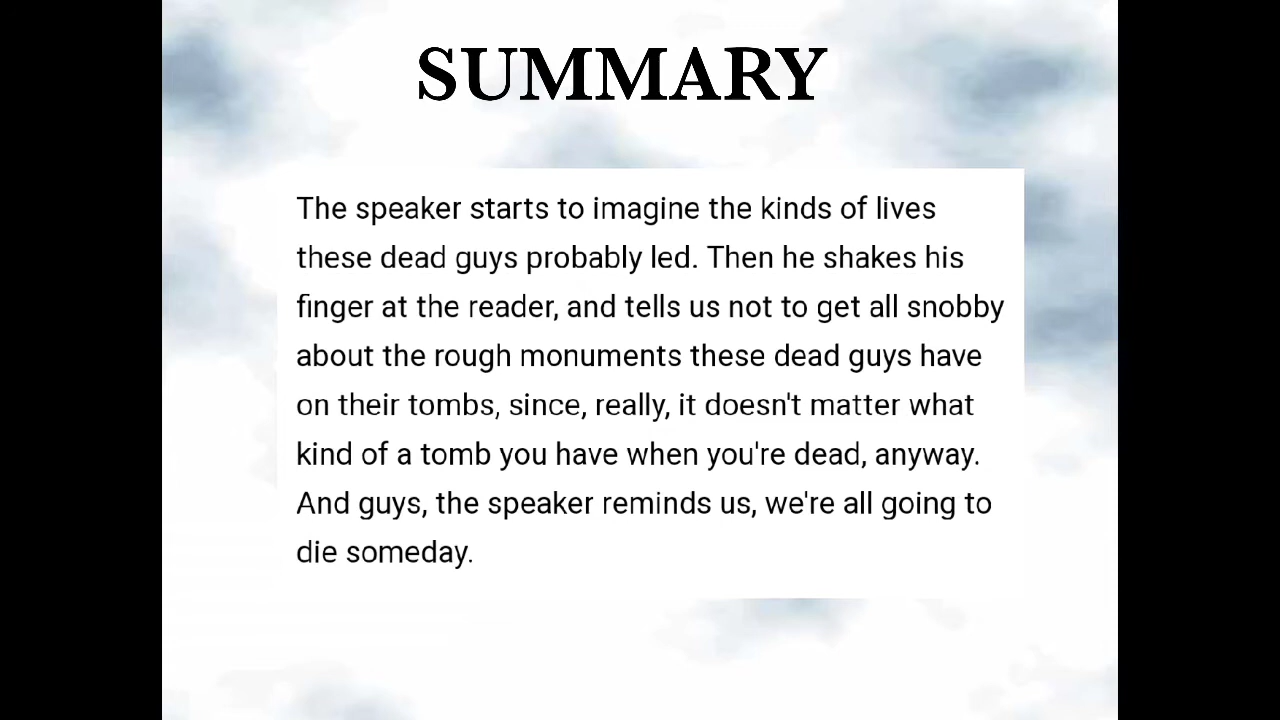 SUMMARY
The speaker starts to imagine the kinds of lives
these dead guys probably led. Then he shakes his
finger at the reader, and tells us not to get all snobby
about the rough monuments these dead guys have
on their tombs, since, really, it doesn't matter what
kind of a tomb you have when you're dead, anyway.
And guys, the speaker reminds us, we're all going to
die someday.